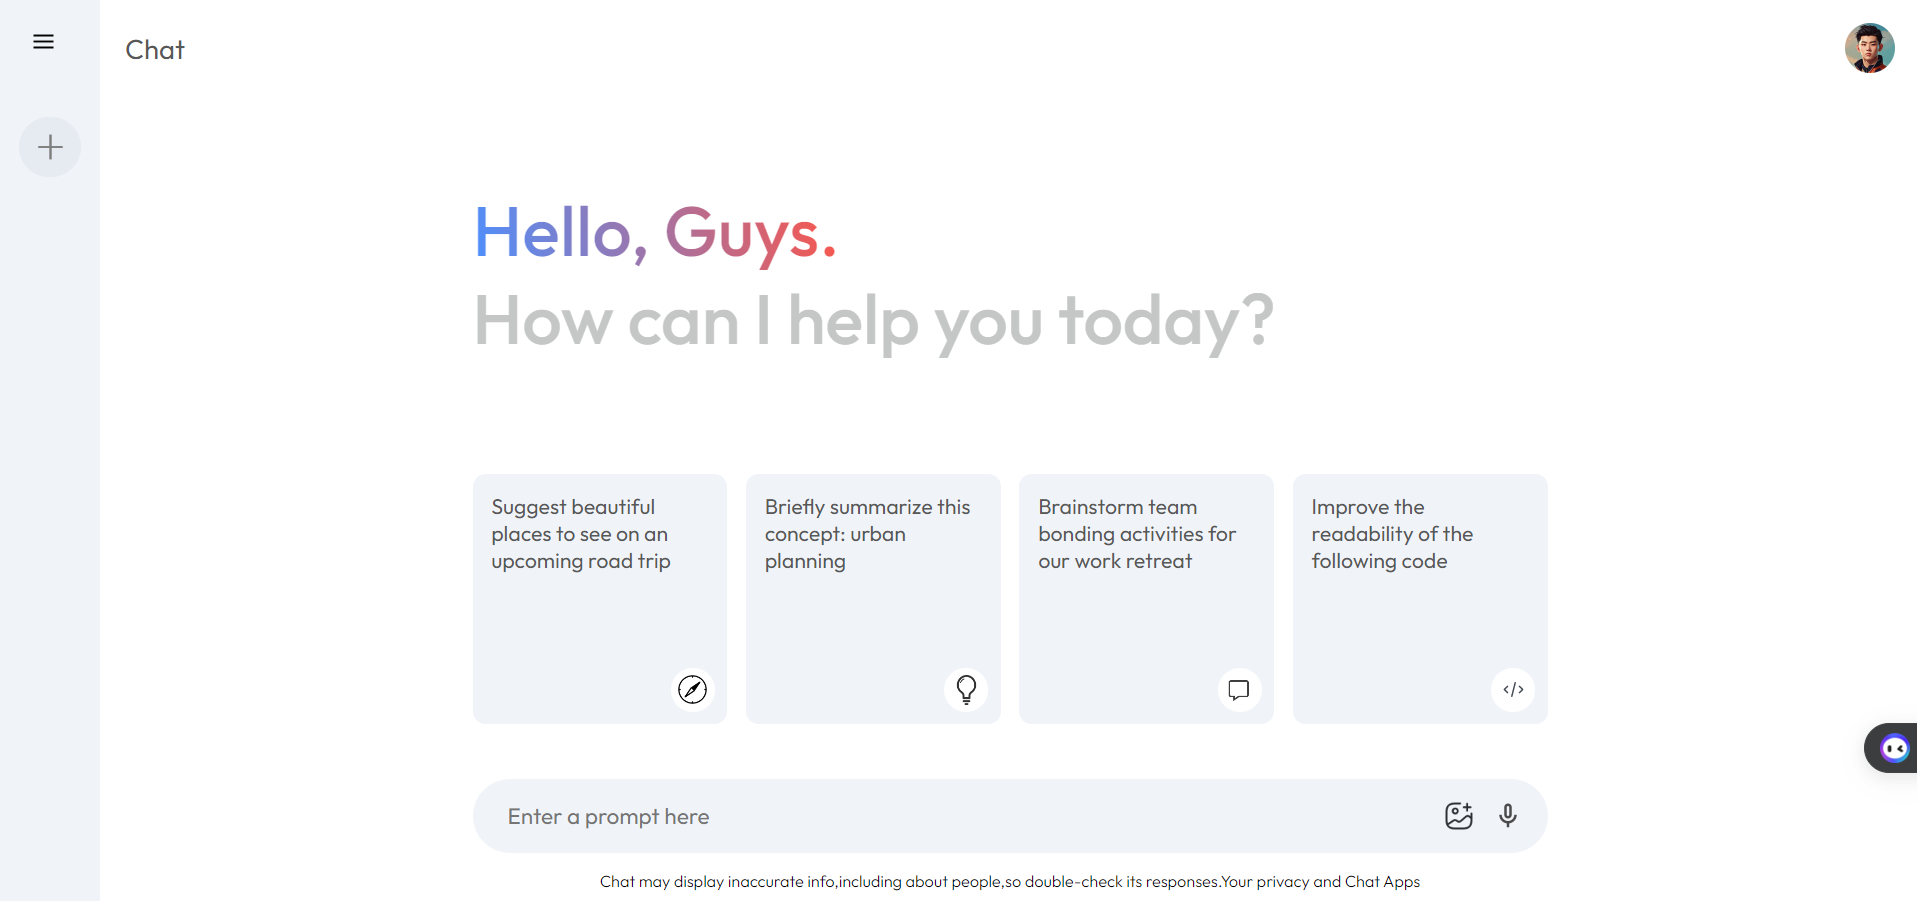 Chat
Hello, Guys.
How can I help you today?
Suggest beautiful
places to see on an
upcoming road trip
Briefly summarize this
concept: urban
planning
Brainstorm team
bonding activities for
our work retreat
Improve the
readability of the
following code
Enter a prompt here
Chat may display inaccurate info,including about people,so double-check its responses.Your privacy and Chat Apps